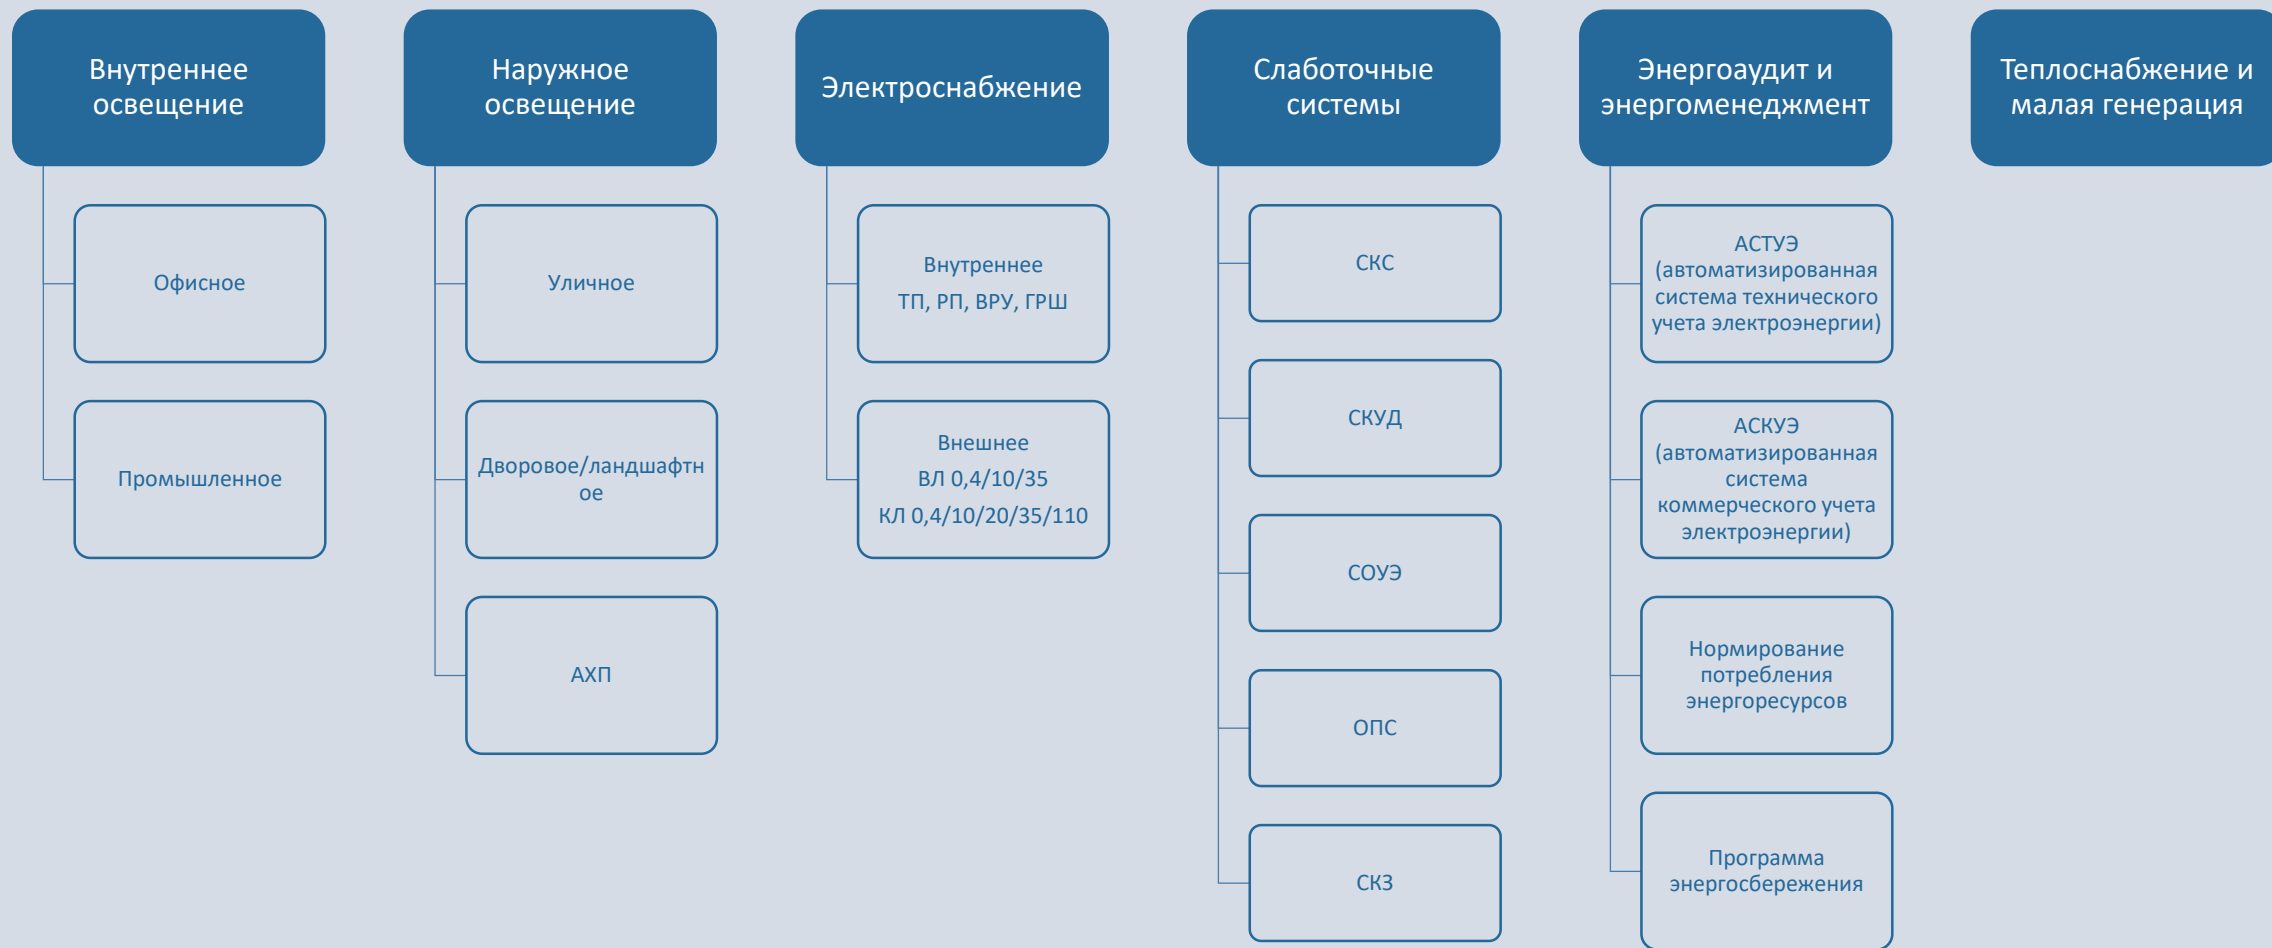 Внутреннее
освещение
Офисное
Промышленное
Наружное
освещение
Уличное
Дворовое/ландшафтн
ое
АХП
Электроснабжение
Внутреннее
ТП, РП, ВРУ, ГРШ
Внешнее
ВЛ 0,4/10/35
КЛ 0,4/10/20/35/110
Слаботочные
системы
СКС
СКУД
СОУЭ
ОПС
СКЗ
Энергоаудит и
энергоменеджмент
АСТУЭ
(автоматизированная
система технического
учета электроэнергии)
АСКУЭ
(автоматизированная
система
коммерческого учета
электроэнергии)
Нормирование
потребления
энергоресурсов
Программа
энергосбережения
Теплоснабжение и
малая генерация